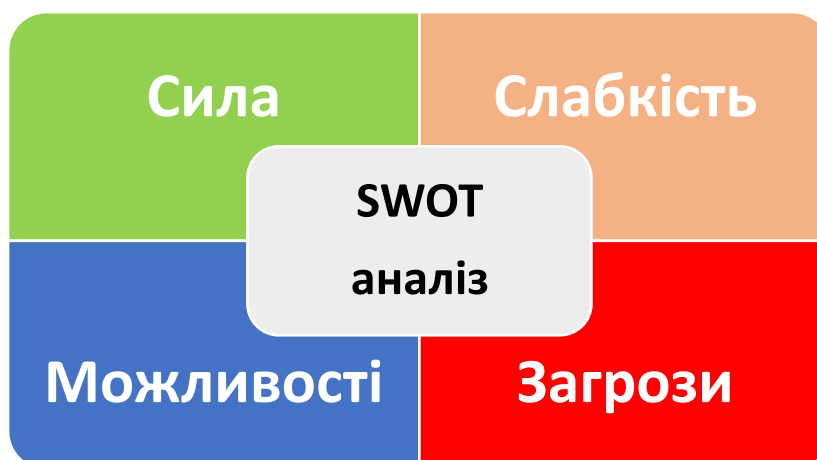 Сила
Слабкість
SWOT
аналіз
Можливості
Загрози